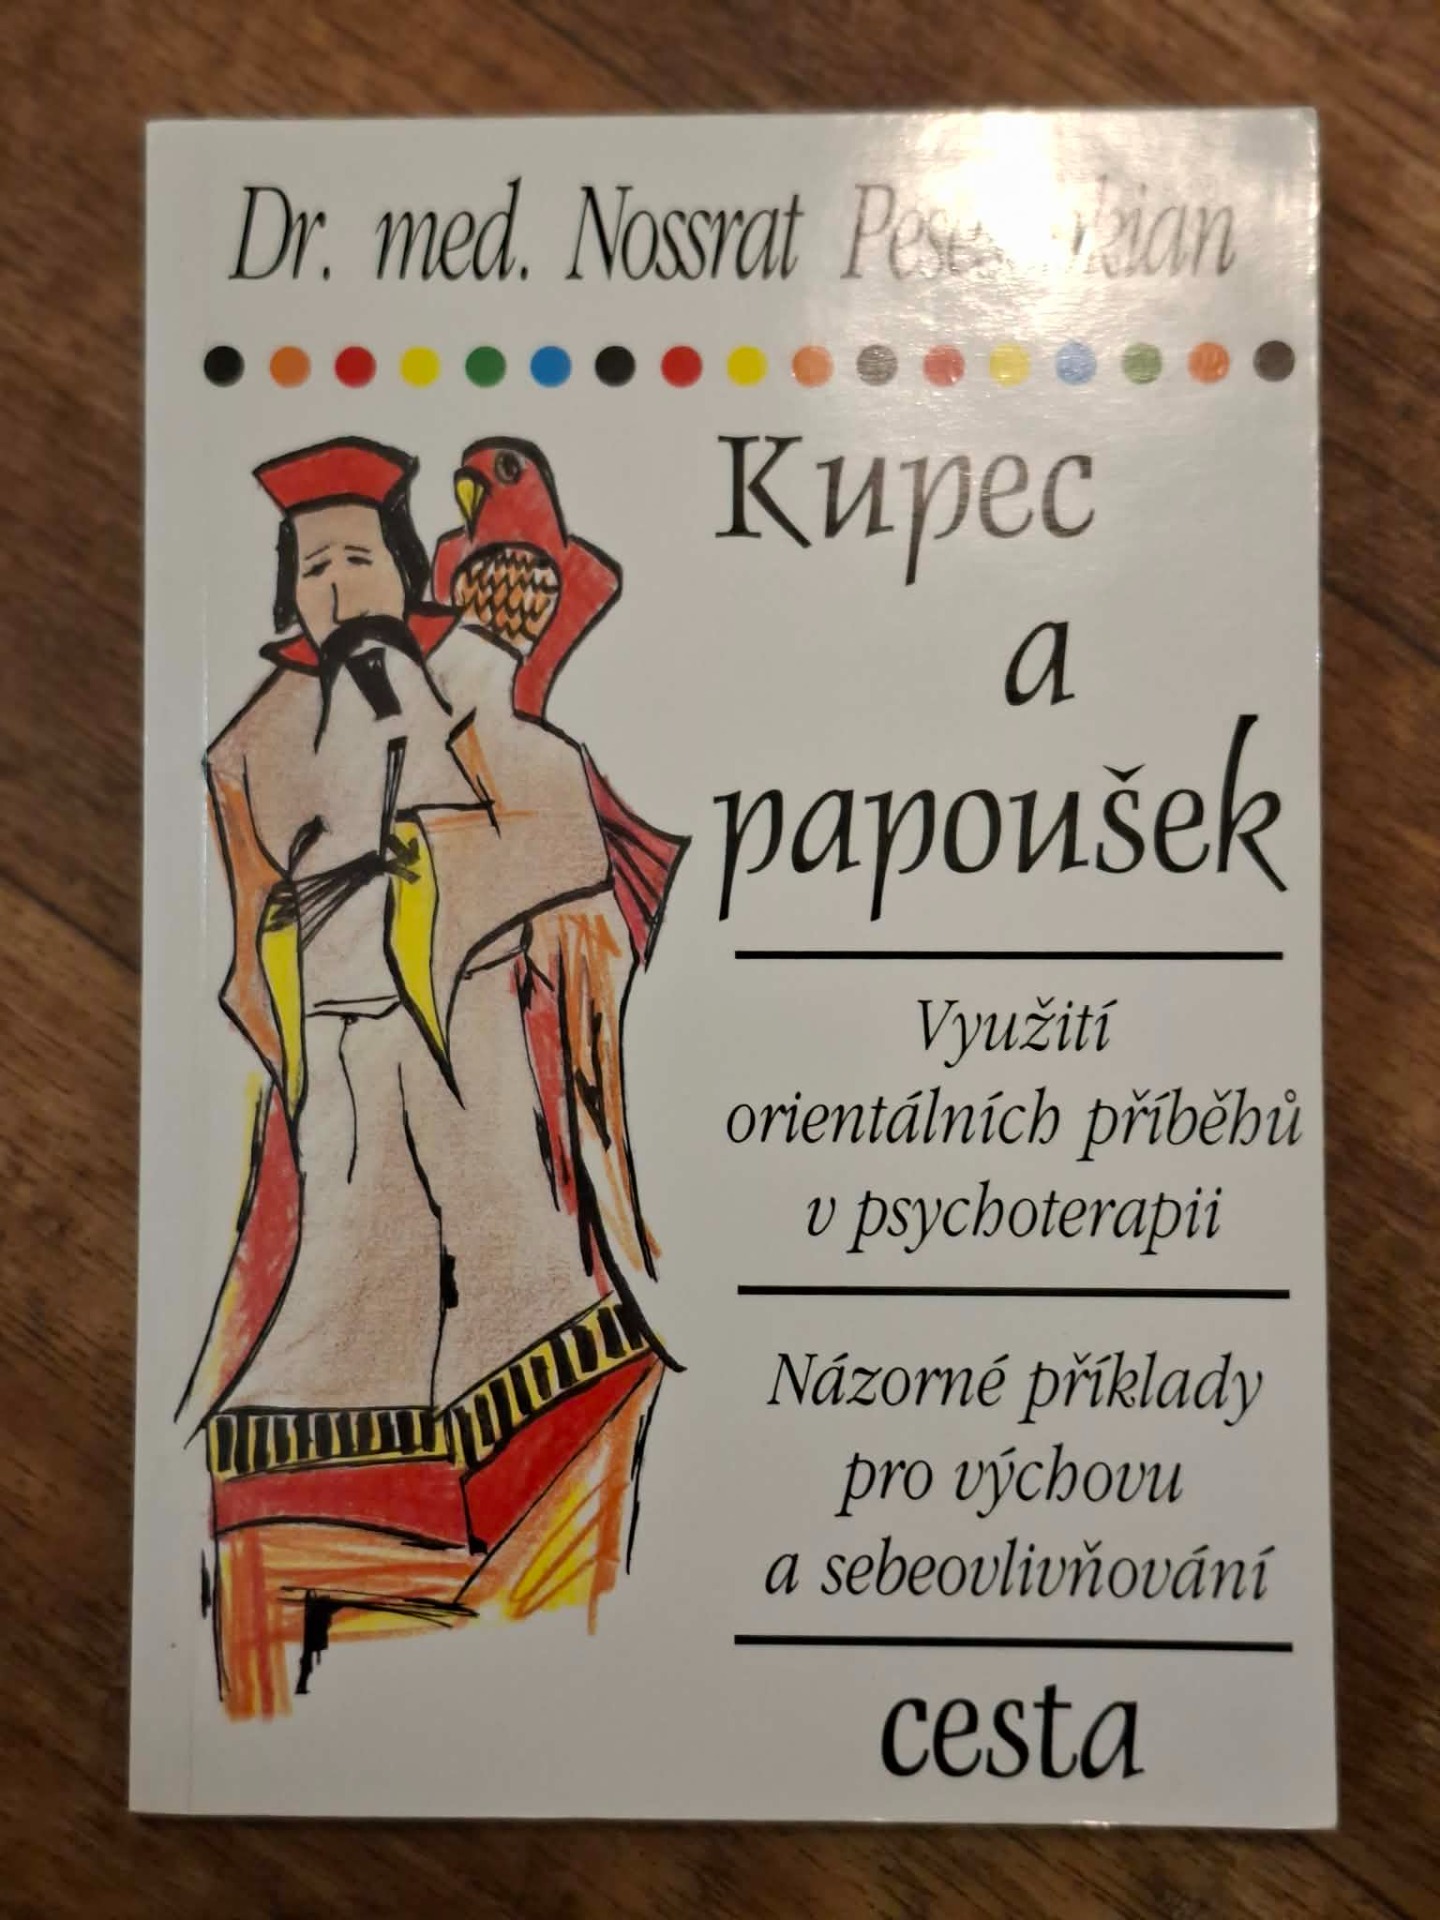 Dr. med. Nossrat
Kupec
a
papoušek
Využití
orientálních příběhů
v psychoterapii
Názorné příklady
pro výchovu
a sebeovlivňování
cesta